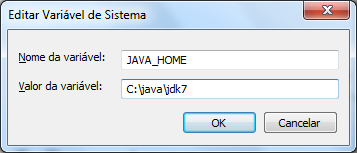 Editar Variável de Sistema
Nome da variável: JAVA_HOME
Valor da variável: C:\java\jdk7
OK Cancelar